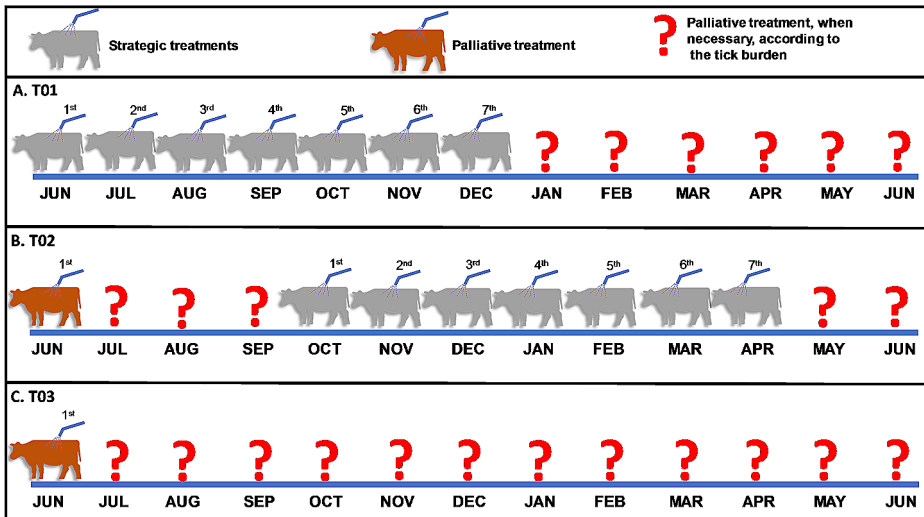 Strategic treatments
Palliative treatment
?
Palliative treatment, when
necessary, according to
the tick burden
A. T01
1st 2nd 3rd 4th 5th 6th 7th
? ? ? ? ? ?
JUN JUL AUG SEP OCT NOV DEC JAN FEB MAR APR MAY JUN
B. T02
1st 1st 2nd 3rd 4th 5th 6th 7th
? ? ? ? ?
JUN JUL AUG SEP OCT NOV DEC JAN FEB MAR APR MAY JUN
C. T03
1st
? ? ? ? ? ? ? ? ? ? ? ?
JUN JUL AUG SEP OCT NOV DEC JAN FEB MAR APR MAY JUN